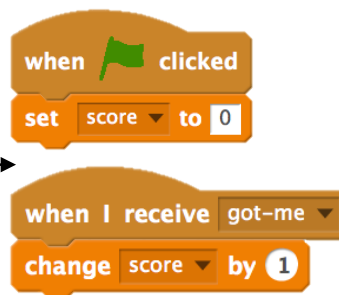 when clicked
set score to 0
when I receive got-me
change score by 1